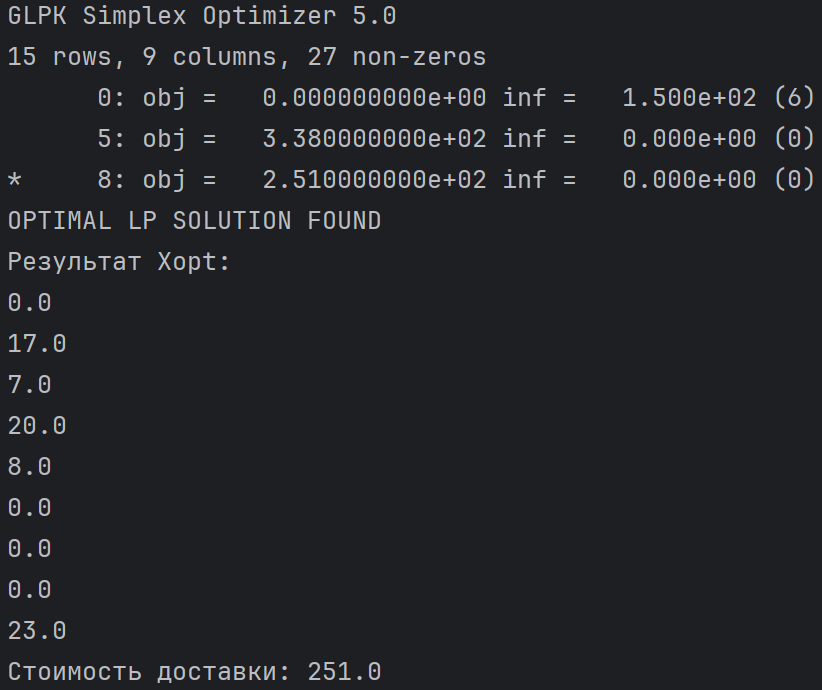 GLPK Simplex Optimizer 5.0
15 rows, 9 columns, 27 non-zeros
      0: obj =   0.000000000e+00 inf =   1.500e+02 (6)
      5: obj =   3.380000000e+02 inf =   0.000e+00 (0)
*     8: obj =   2.510000000e+02 inf =   0.000e+00 (0)
OPTIMAL LP SOLUTION FOUND
Результат Xopt:
0.0
17.0
7.0
20.0
8.0
0.0
0.0
0.0
23.0
Стоимость доставки: 251.0